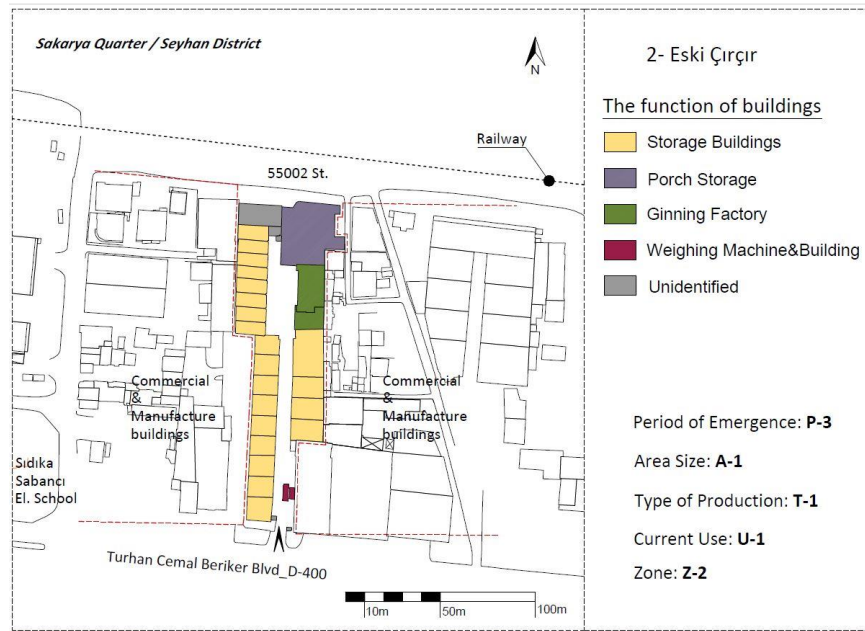 Sakarya Quarter / Seyhan District
N
Railway
55002 St.
Commercial
&
Manufacture
buildings
Commercial
&
Manufacture
buildings
Sıdıka
Sabancı
El. School
Turhan Cemal Beriker Blvd_D-400
10m
50m
100m
2- Eski Çırçır
The function of buildings
Storage Buildings
Porch Storage
Ginning Factory
Weighing Machine&Building
Unidentified
Period of Emergence: P-3
Area Size: A-1
Type of Production: T-1
Current Use: U-1
Zone: Z-2